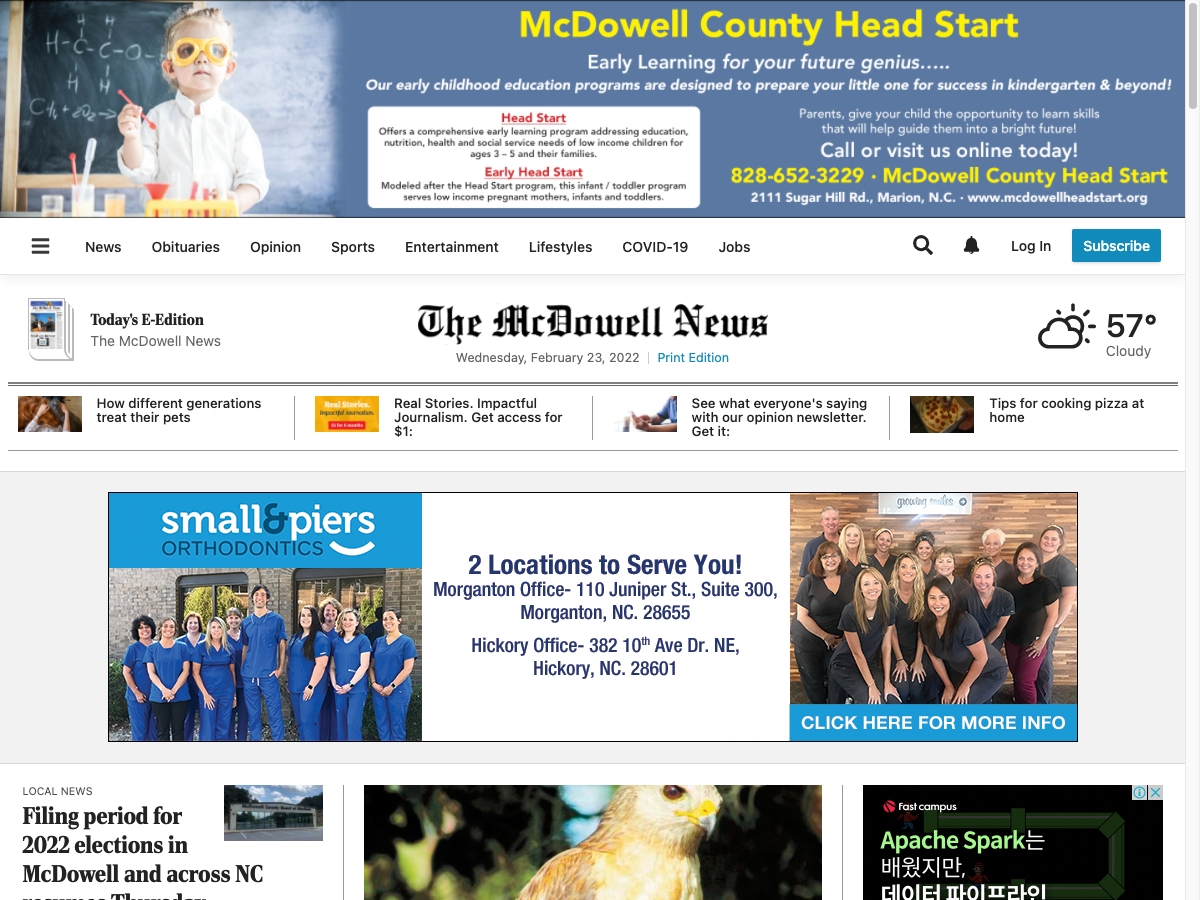 McDowell County Head Start
Early Learning for your future genius.....
Our early childhood education programs are designed to prepare your little one for success in kindergarten & beyond!
Head Start
Offers a comprehensive early learning program addressing education,
nutrition, health and social service needs of low income children for
ages 3 – 5 and their families.
Early Head Start
Modeled after the Head Start program, this infant / toddler program
serves low income pregnant mothers, infants and toddlers.
Parents, give your child the opportunity to learn skills
that will help guide them into a bright future!
Call or visit us online today!
828-652-3229 · McDowell County Head Start
2111 Sugar Hill Rd., Marion, N.C. · www.mcdowellheadstart.org
News
Obituaries
Opinion
Sports
Entertainment
Lifestyles
COVID-19
Jobs
Log In
Subscribe
Today's E-Edition
The McDowell News
The McDowell News
Wednesday, February 23, 2022
Print Edition
57°
Cloudy
How different generations
treat their pets
Real Stories.
Impactful Journalism.
Real Stories. Impactful
Journalism. Get access for
$1:
See what everyone's saying
with our opinion newsletter.
Get it:
Tips for cooking pizza at
home
small&piers
ORTHODONTICS
2 Locations to Serve You!
Morganton Office- 110 Juniper St., Suite 300,
Morganton, NC. 28655
Hickory Office- 382 10th Ave Dr. NE,
Hickory, NC. 28601
growing smiles
CLICK HERE FOR MORE INFO
LOCAL NEWS
Filing period for
2022 elections in
McDowell and across NC
resumes Thursday
Fast campus
Apache Spark는
배웠지만,
데이터 파이프라인